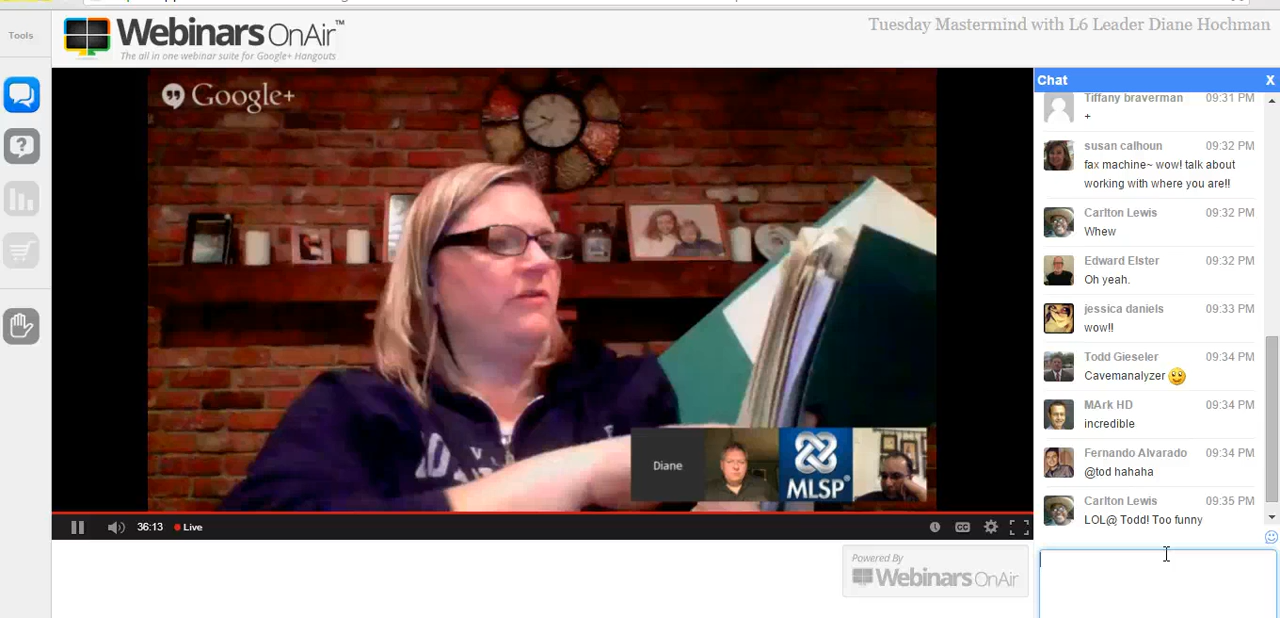 Tools
Webinars OnAir™
The all in one webinar suite for Google+ Hangouts
Tuesday Mastermind with L6 Leader Diane Hochman
Google+
Diane
MLSP®
36:13 Live
CC
Powered By
Webinars OnAir
Chat X
Tiffany braverman 09:31 PM
+
susan calhoun 09:32 PM
fax machine~ wow! talk about
working with where you are!!
Carlton Lewis 09:32 PM
Whew
Edward Elster 09:32 PM
Oh yeah.
jessica daniels 09:33 PM
wow!!
Todd Gieseler 09:34 PM
Cavemanalyzer
MArk HD 09:34 PM
incredible
Fernando Alvarado 09:34 PM
@tod hahaha
Carlton Lewis 09:35 PM
LOL@ Todd! Too funny